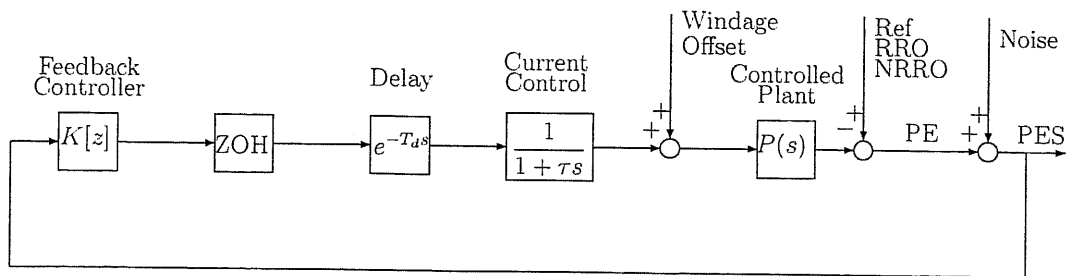 Feedback
Controller
K[z]
ZOH
Delay
e^{-T_d s}
Current
Control
1
1 + τs
Windage
Offset
+
+
Controlled
Plant
P(s)
Ref
RRO
NRRO
+
−
PE
Noise
+
+
PES